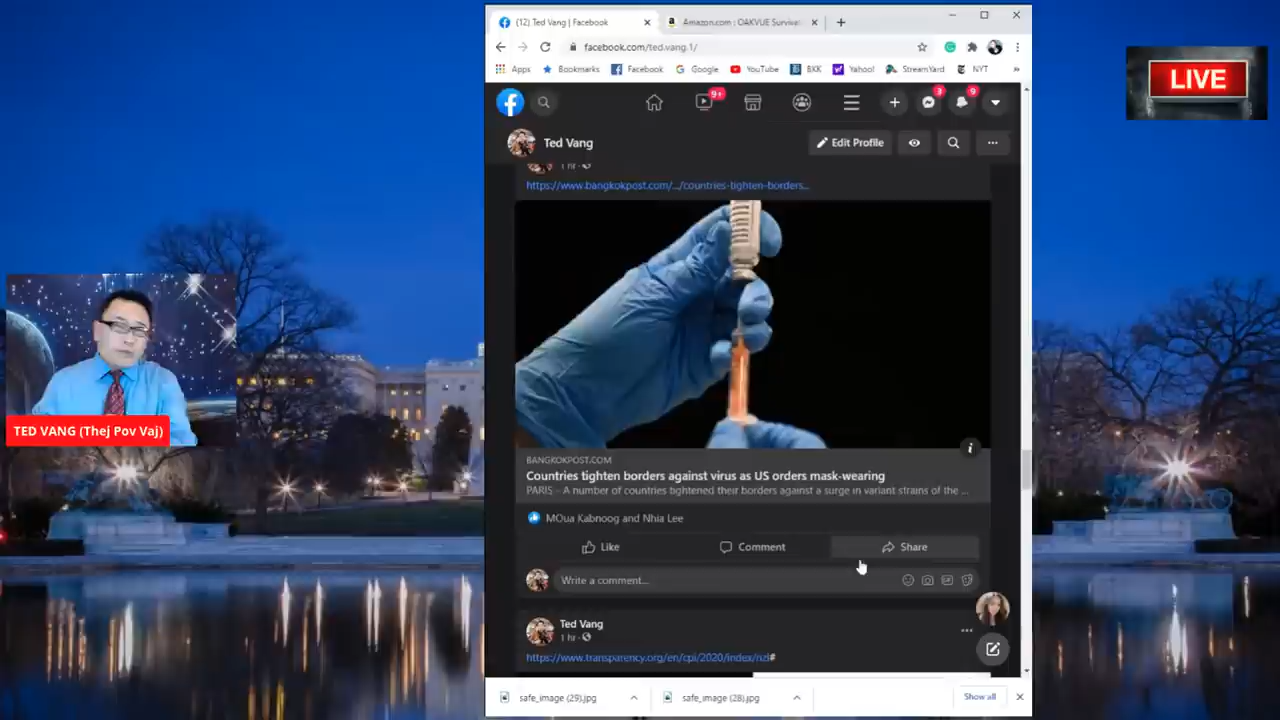 (12) Ted Vang | Facebook
Amazon.com : OAKVUE Survival
facebook.com/ted.vang.1/
Apps
Bookmarks
Facebook
Google
YouTube
BKK
Yahoo!
StreamYard
NYT
»
LIVE
9+
3
9
Ted Vang
Edit Profile
1 hr
https://www.bangkokpost.com/.../countries-tighten-borders...
BANGKOKPOST.COM
Countries tighten borders against virus as US orders mask-wearing
PARIS - A number of countries tightened their borders against a surge in variant strains of the ...
MOua Kabnoog and Nhia Lee
Like
Comment
Share
Write a comment...
TED VANG (Thej Pov Vaj)
Ted Vang
1 hr
https://www.transparency.org/en/cpi/2020/index/nzl#
safe_image (29).jpg
safe_image (28).jpg
Show all